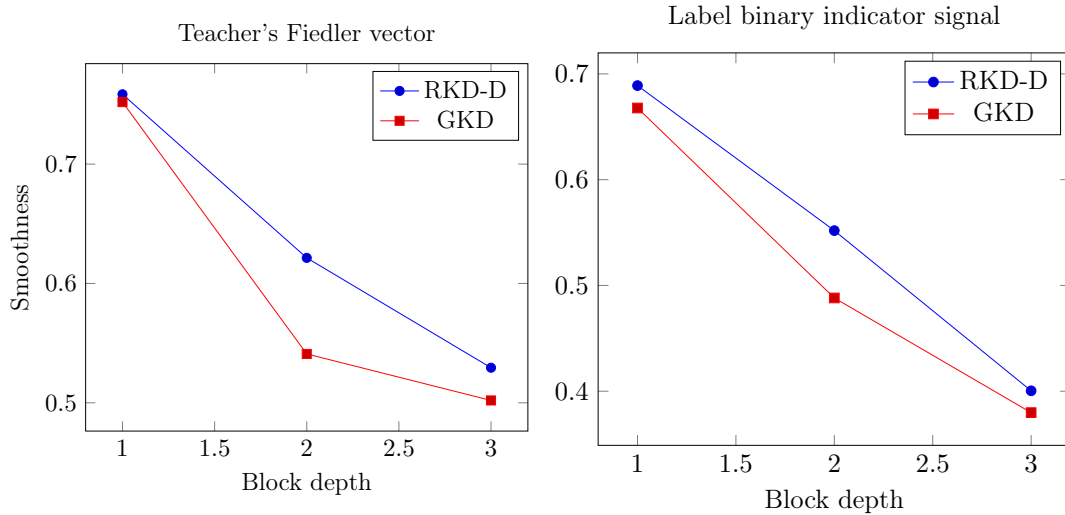 Teacher's Fiedler vector
RKD-D
GKD
0.7
0.6
0.5
Smoothness
1
1.5
2
2.5
3
Block depth
Label binary indicator signal
RKD-D
GKD
0.7
0.6
0.5
0.4
1
1.5
2
2.5
3
Block depth